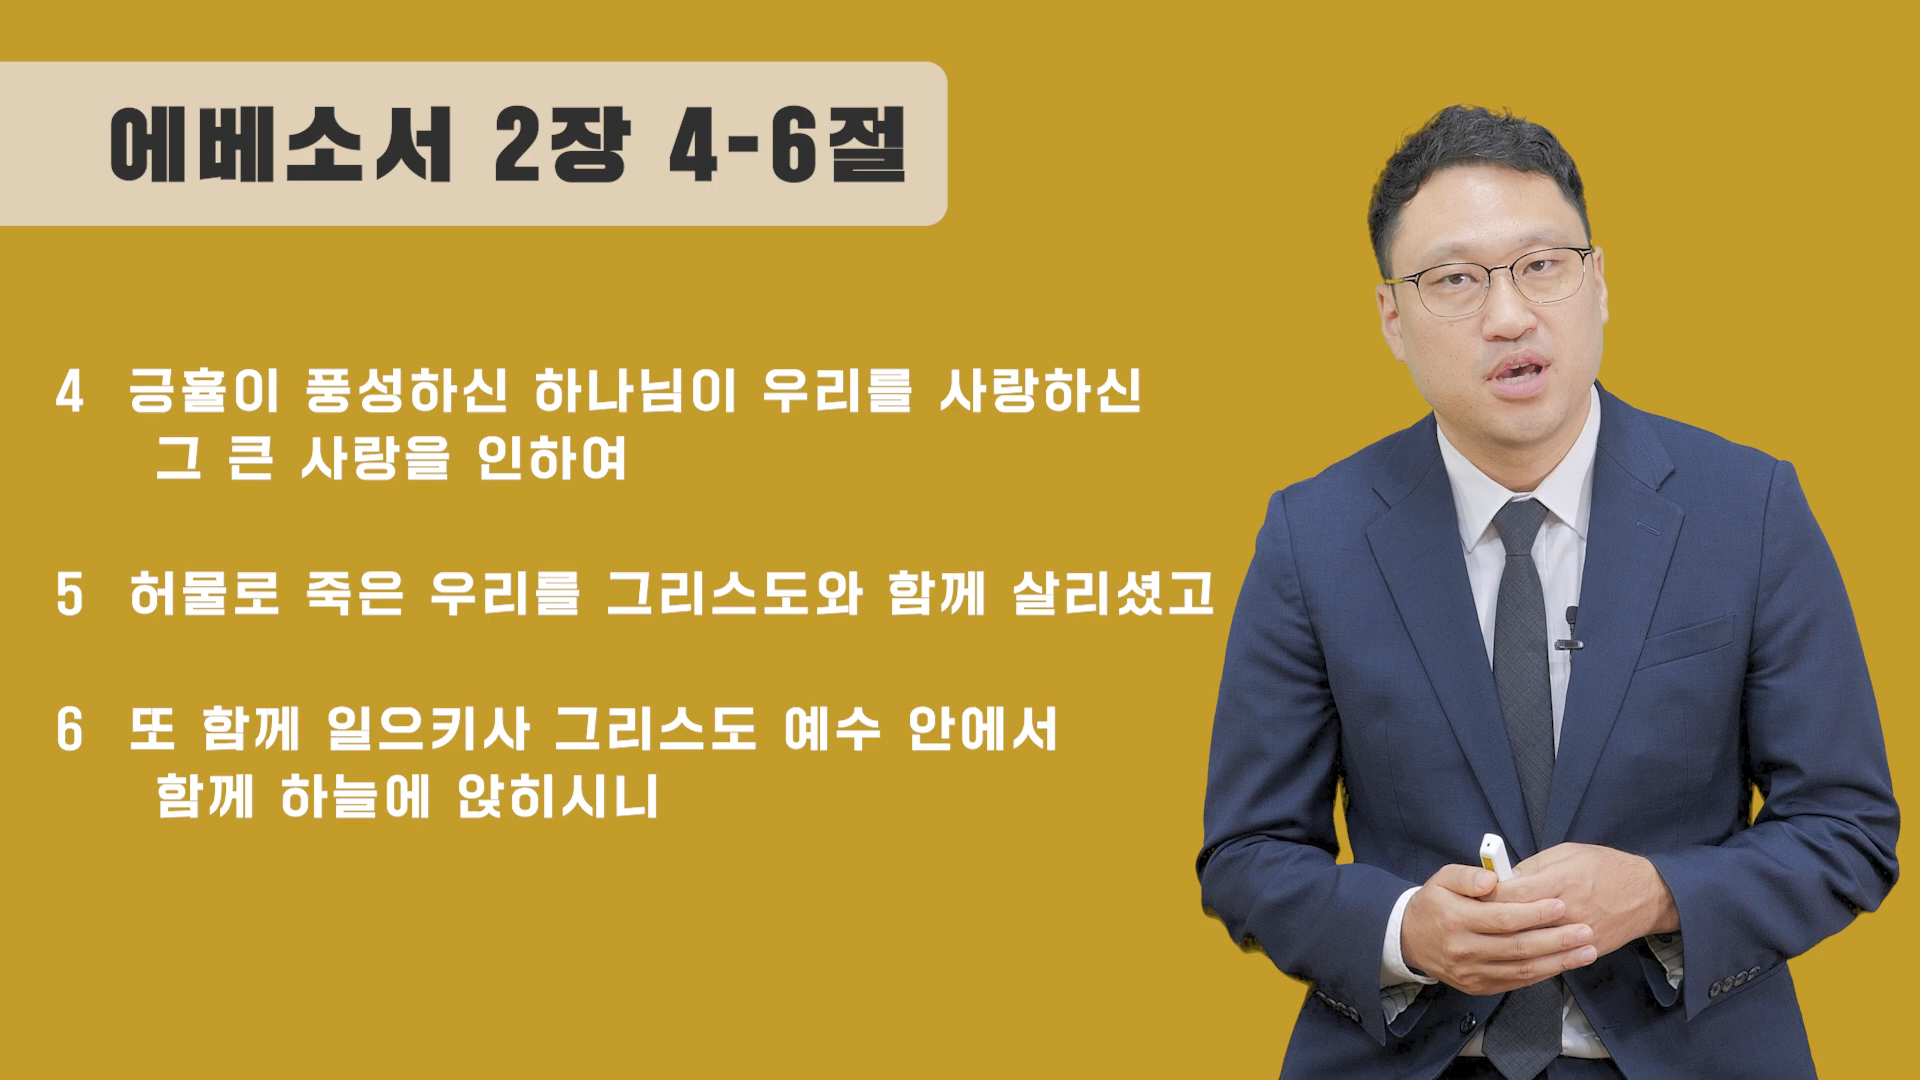 에베소서 2장 4-6절
4 긍휼이 풍성하신 하나님이 우리를 사랑하신
그 큰 사랑을 인하여
5 허물로 죽은 우리를 그리스도와 함께 살리셨고
6 또 함께 일으키사 그리스도 예수 안에서
함께 하늘에 앉히시니